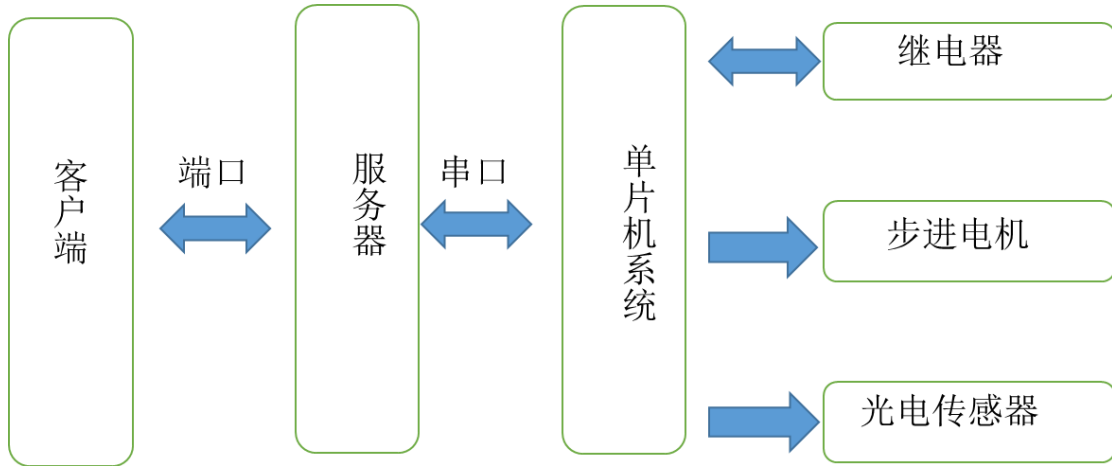 客户端
端口
服务器
串口
单片机系统
继电器
步进电机
光电传感器